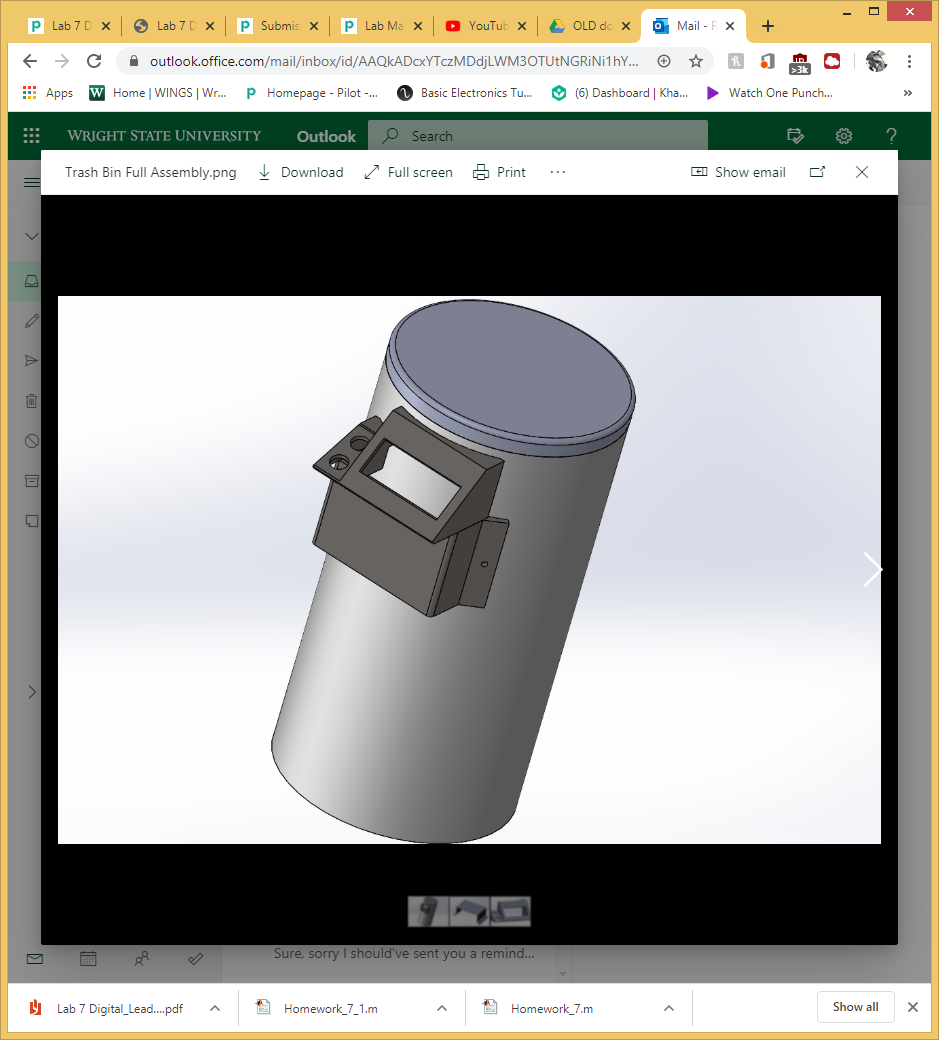 Lab 7 D
Lab 7 D
Submis
Lab Ma
YouTub
OLD do
Mail - R
outlook.office.com/mail/inbox/id/AAQkADcxYTczMDdjLWM3OTUtNGRiNi1hY...
>3k
Apps
Home | WINGS | Wr...
Homepage - Pilot -...
Basic Electronics Tu...
(6) Dashboard | Kha...
Watch One Punch...
»
WRIGHT STATE UNIVERSITY
Outlook
Search
Trash Bin Full Assembly.png
Download
Full screen
Print
...
Show email
Sure, sorry I should've sent you a remind...
Lab 7 Digital_Lead....pdf
Homework_7_1.m
Homework_7.m
Show all